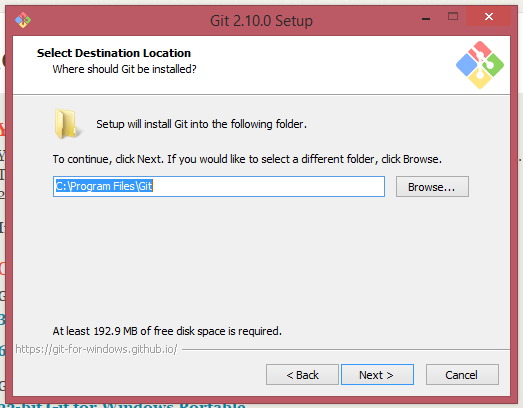 Git 2.10.0 Setup
Select Destination Location
Where should Git be installed?
Setup will install Git into the following folder.
To continue, click Next. If you would like to select a different folder, click Browse.
C:\Program Files\Git
Browse...
At least 192.9 MB of free disk space is required.
https://git-for-windows.github.io/
< Back
Next >
Cancel